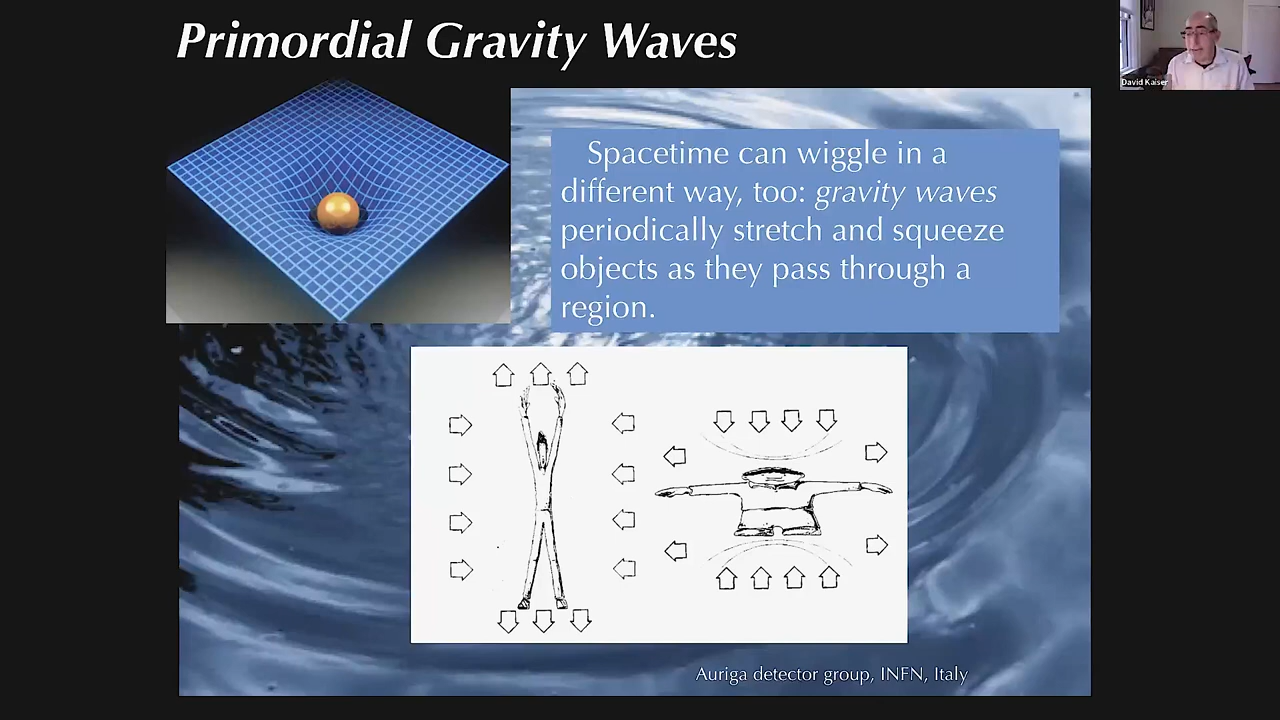 Primordial Gravity Waves
David Kaiser
Spacetime can wiggle in a
different way, too: gravity waves
periodically stretch and squeeze
objects as they pass through a
region.
Auriga detector group, INFN, Italy